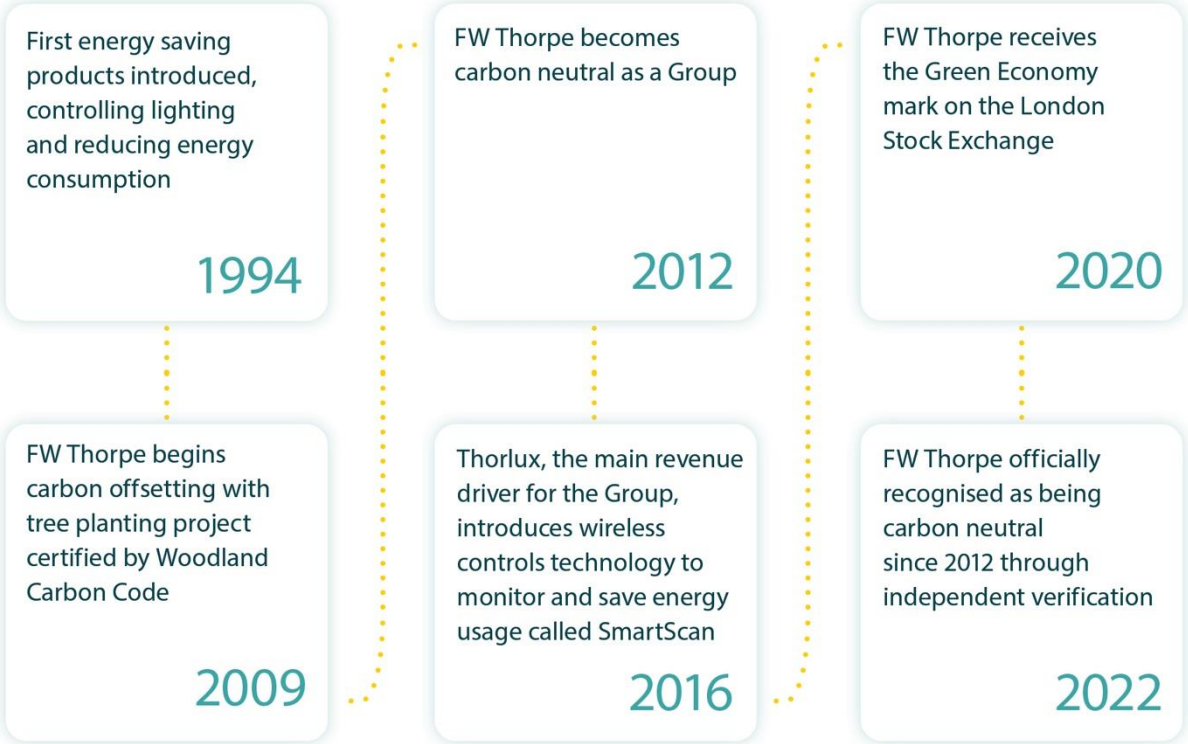 First energy saving
products introduced,
controlling lighting
and reducing energy
consumption
1994
FW Thorpe begins
carbon offsetting with
tree planting project
certified by Woodland
Carbon Code
2009
FW Thorpe becomes
carbon neutral as a Group
2012
Thorlux, the main revenue
driver for the Group,
introduces wireless
controls technology to
monitor and save energy
usage called SmartScan
2016
FW Thorpe receives
the Green Economy
mark on the London
Stock Exchange
2020
FW Thorpe officially
recognised as being
carbon neutral
since 2012 through
independent verification
2022